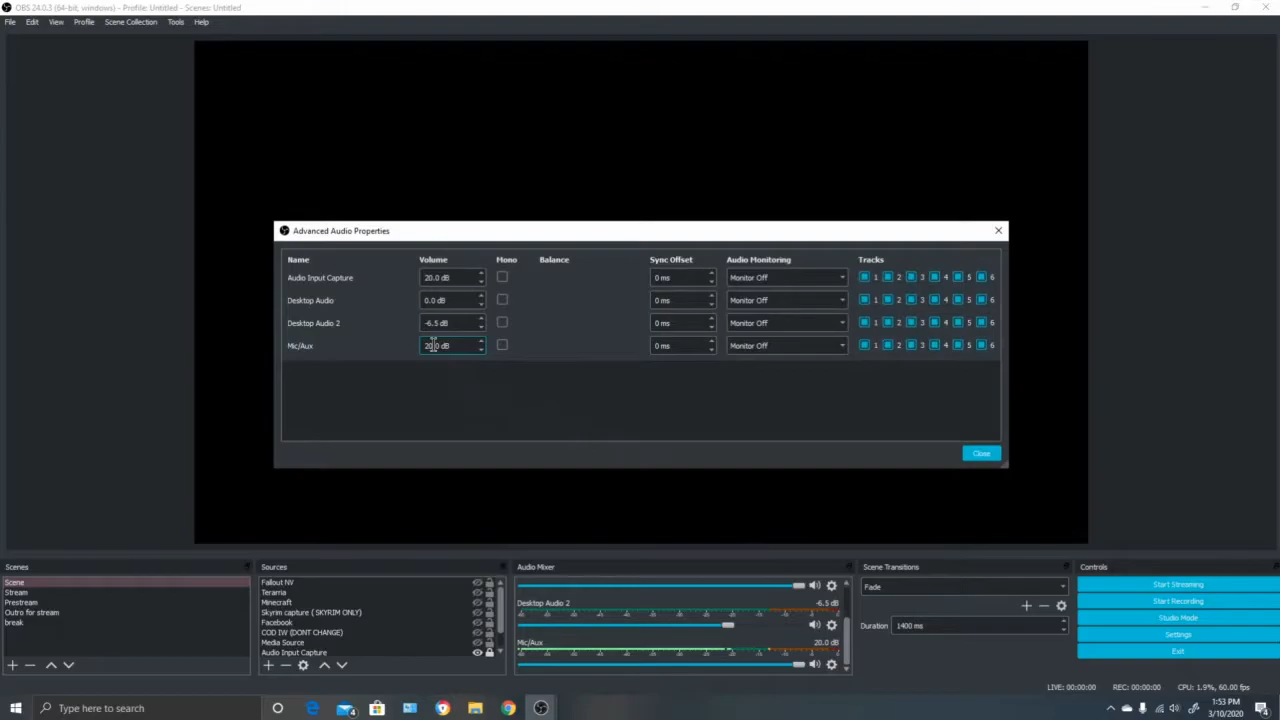 OBS 24.0.3 (64-bit, windows) - Profile: Untitled - Scenes: Untitled
File Edit View Profile Scene Collection Tools Help
Advanced Audio Properties
Name Volume Mono Balance Sync Offset Audio Monitoring Tracks
Audio Input Capture 20.0 dB 0 ms Monitor Off 1 2 3 4 5 6
Desktop Audio 0.0 dB 0 ms Monitor Off 1 2 3 4 5 6
Desktop Audio 2 -6.5 dB 0 ms Monitor Off 1 2 3 4 5 6
Mic/Aux 20.0 dB 0 ms Monitor Off 1 2 3 4 5 6
Close
Scenes
Scene
Stream
Prestream
Outro for stream
break
Sources
Fallout NV
Terarria
Minecraft
Skyrim capture ( SKYRIM ONLY)
Facebook
COD IW (DONT CHANGE)
Media Source
Audio Input Capture
Audio Mixer
Desktop Audio 2 -6.5 dB
Mic/Aux 20.0 dB
Scene Transitions
Fade
Duration 1400 ms
Controls
Start Streaming
Start Recording
Studio Mode
Settings
Exit
LIVE: 00:00:00 REC: 00:00:00 CPU: 1.9%, 60.00 fps
Type here to search
1:53 PM
3/10/2020